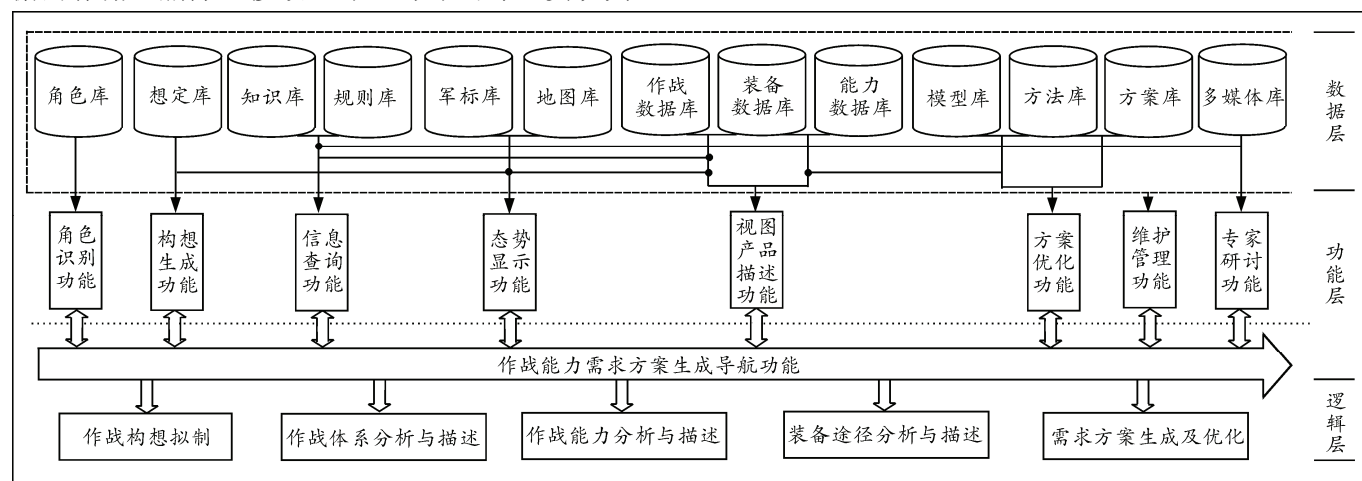 角色库
想定库
知识库
规则库
军标库
地图库
作战
数据库
装备
数据库
能力
数据库
模型库
方法库
方案库
多媒体库
数据层
角色
识别
功能
构想
生成
功能
信息
查询
功能
态势
显示
功能
视图
产品
描述
功能
方案
优化
功能
维护
管理
功能
专家
研讨
功能
功能层
作战能力需求方案生成导航功能
作战构想拟制
作战体系分析与描述
作战能力分析与描述
装备途径分析与描述
需求方案生成及优化
逻辑层